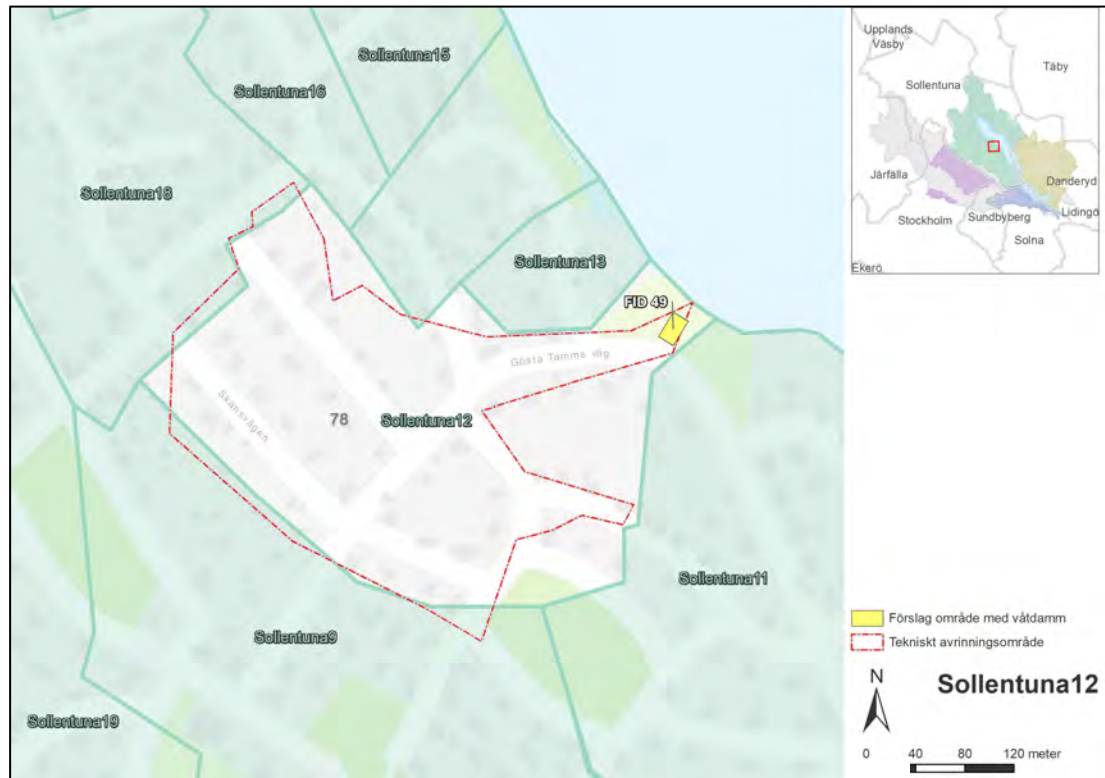 Sollentuna15
Sollentuna16
Sollentuna18
Sollentuna13
FID 49
Gösta Tamms väg
Skansvägen
78
Sollentuna12
Sollentuna11
Sollentuna9
Sollentuna19
Upplands
Väsby
Täby
Sollentuna
Järfälla
Danderyd
Stockholm
Sundbyberg
Lidingö
Solna
Ekerö
Förslag område med våtdamm
Tekniskt avrinningsområde
N
Sollentuna12
0 40 80 120 meter